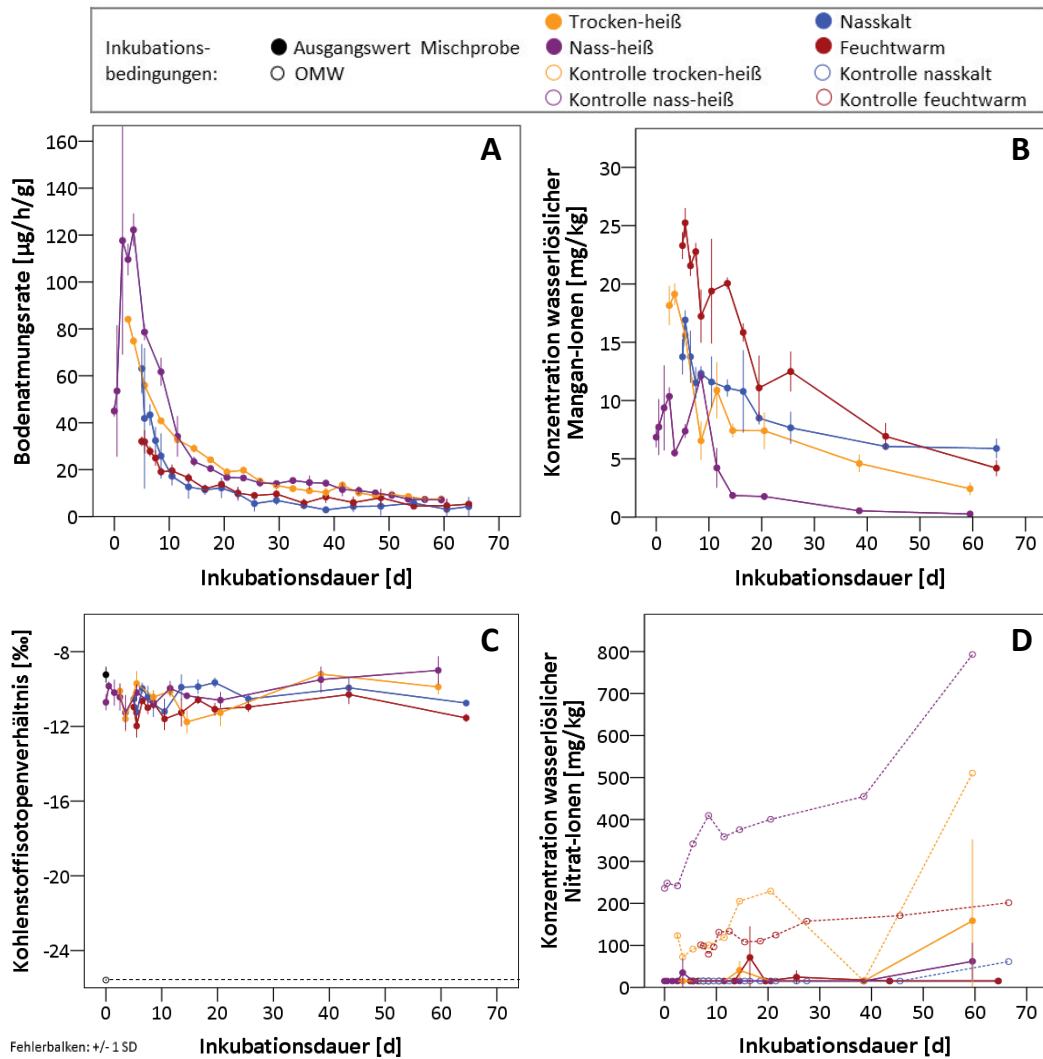 Inkubations-
bedingungen:
Ausgangswert Mischprobe
OMW
Trocken-heiß
Nass-heiß
Kontrolle trocken-heiß
Kontrolle nass-heiß
Nasskalt
Feuchtwarm
Kontrolle nasskalt
Kontrolle feuchtwarm
A
Bodenatmungsrate [µg/h/g]
160
140
120
100
80
60
40
20
0
0 10 20 30 40 50 60 70
Inkubationsdauer [d]
B
Konzentration wasserlöslicher
Mangan-Ionen [mg/kg]
30
25
20
15
10
5
0
0 10 20 30 40 50 60 70
Inkubationsdauer [d]
C
Kohlenstoffisotopenverhältnis [‰]
-8
-12
-16
-20
-24
0 10 20 30 40 50 60 70
Inkubationsdauer [d]
Fehlerbalken: +/- 1 SD
D
Konzentration wasserlöslicher
Nitrat-Ionen [mg/kg]
800
700
600
500
400
300
200
100
0
0 10 20 30 40 50 60 70
Inkubationsdauer [d]